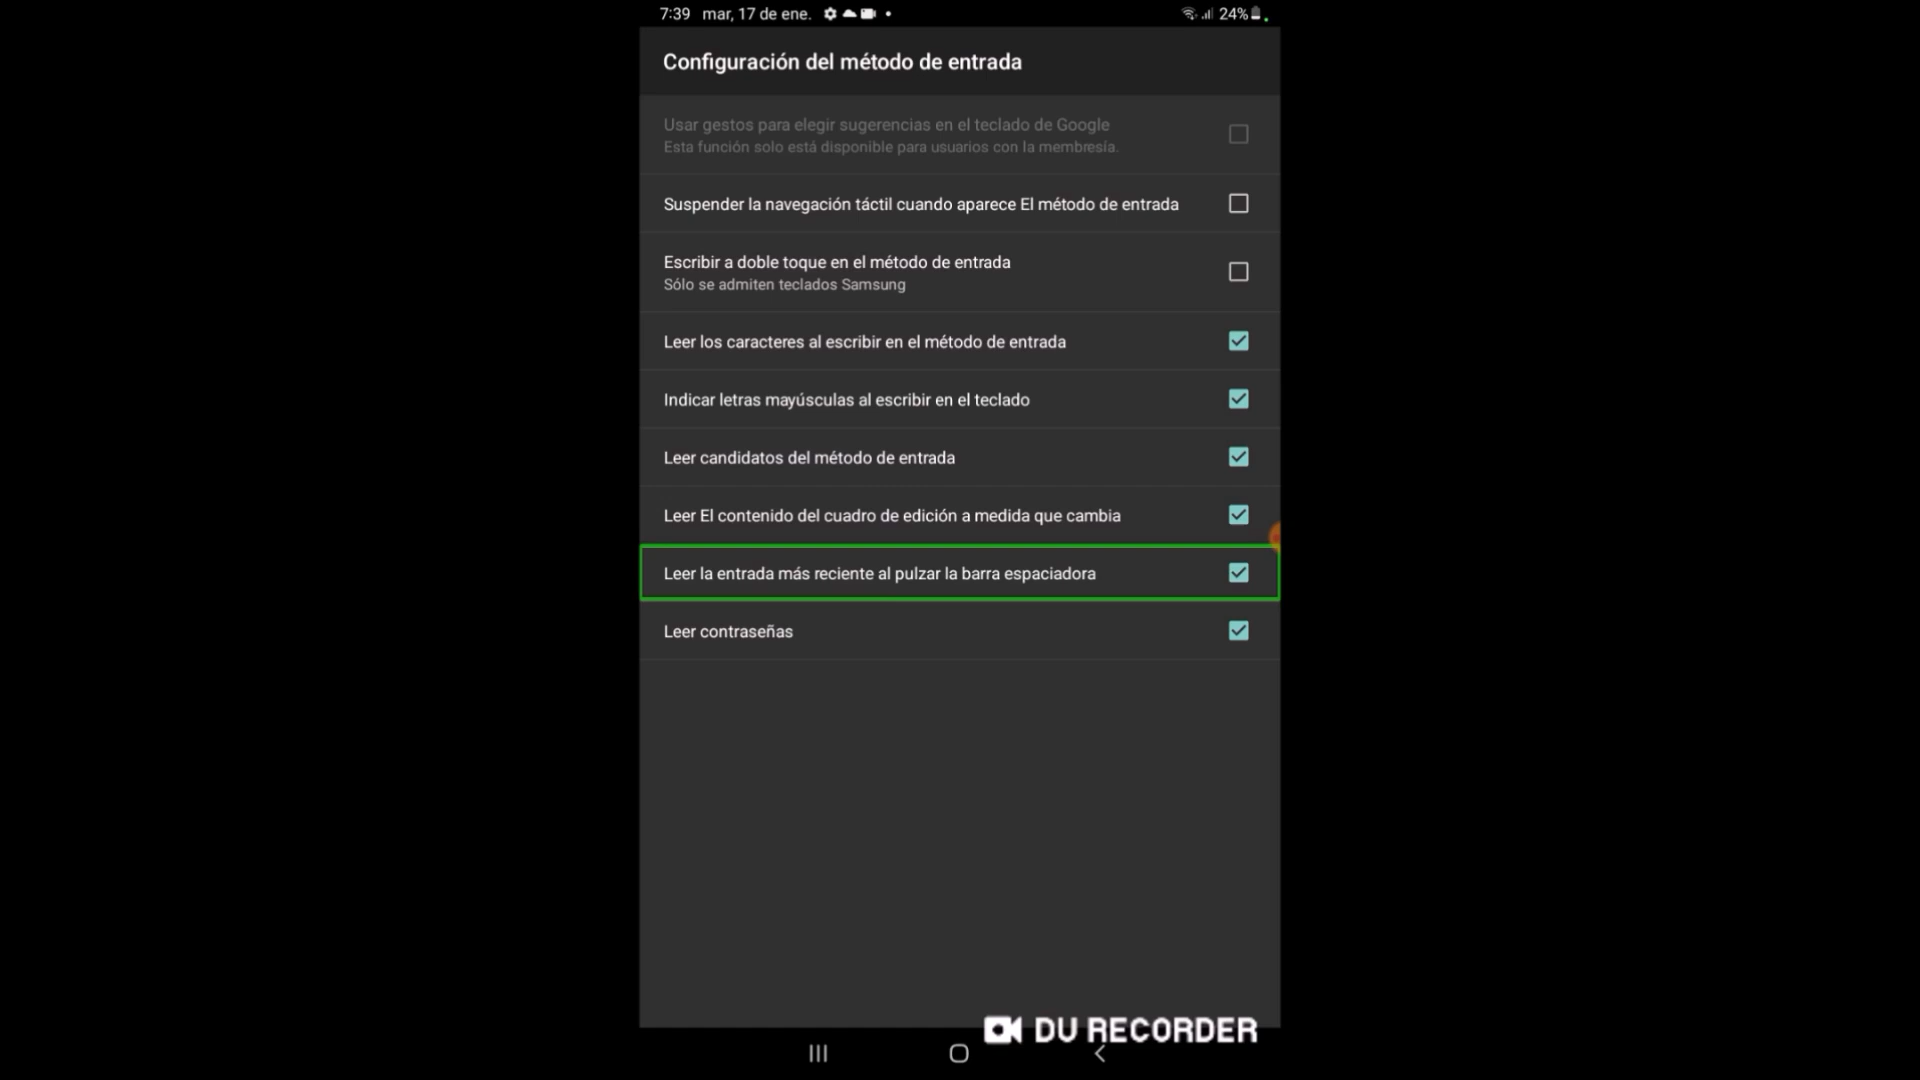 7:39 mar, 17 de ene. 24%
Configuración del método de entrada
Usar gestos para elegir sugerencias en el teclado de Google
Esta función solo está disponible para usuarios con la membresía.
Suspender la navegación táctil cuando aparece El método de entrada
Escribir a doble toque en el método de entrada
Sólo se admiten teclados Samsung
Leer los caracteres al escribir en el método de entrada
Indicar letras mayúsculas al escribir en el teclado
Leer candidatos del método de entrada
Leer El contenido del cuadro de edición a medida que cambia
Leer la entrada más reciente al pulzar la barra espaciadora
Leer contraseñas
DU RECORDER